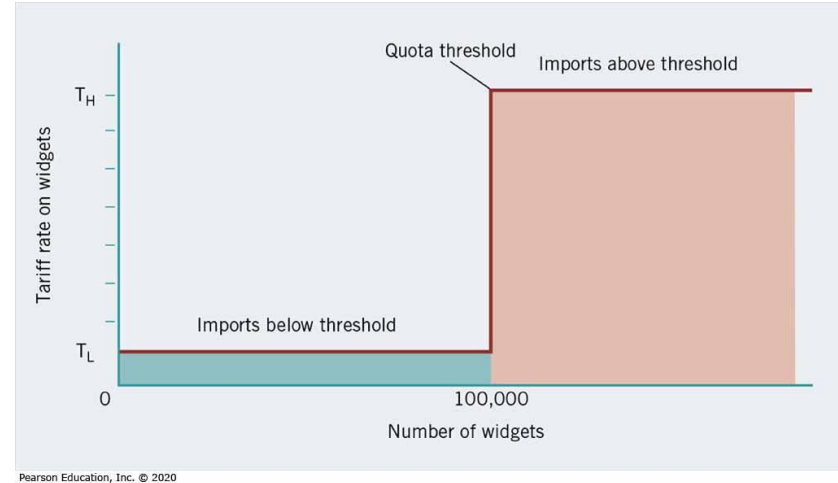 Quota threshold
Imports above threshold
TH
Tariff rate on widgets
Imports below threshold
TL
0
100,000
Number of widgets
Pearson Education, Inc. © 2020